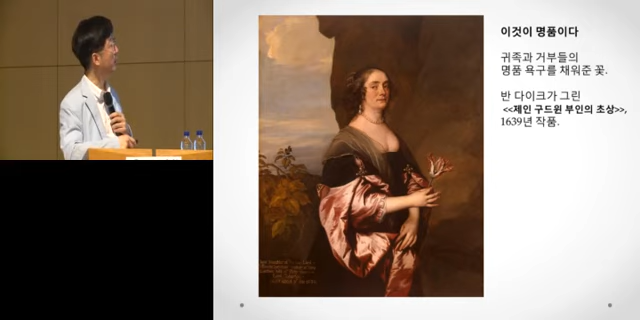 이것이 명품이다
귀족과 거부들의
명품 욕구를 채워준 꽃.
반 다이크가 그린
<<제인 구드윈 부인의 초상>>,
1639년 작품.